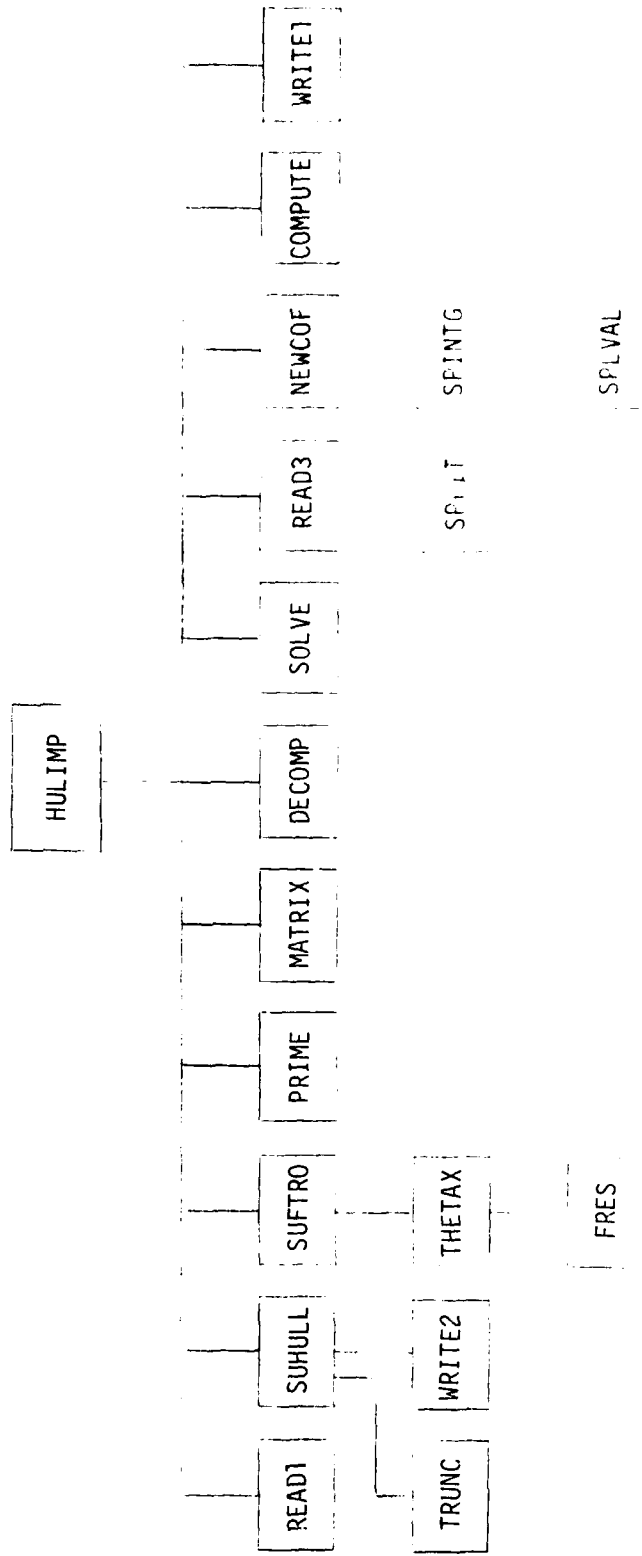 HULIMP
READ1
SUHULL
SUFTRO
PRIME
MATRIX
DECOMP
SOLVE
READ3
NEWCOF
COMPUTE
WRITE1
TRUNC
WRITE2
THETAX
SPINTG
FRES
SPLVAL